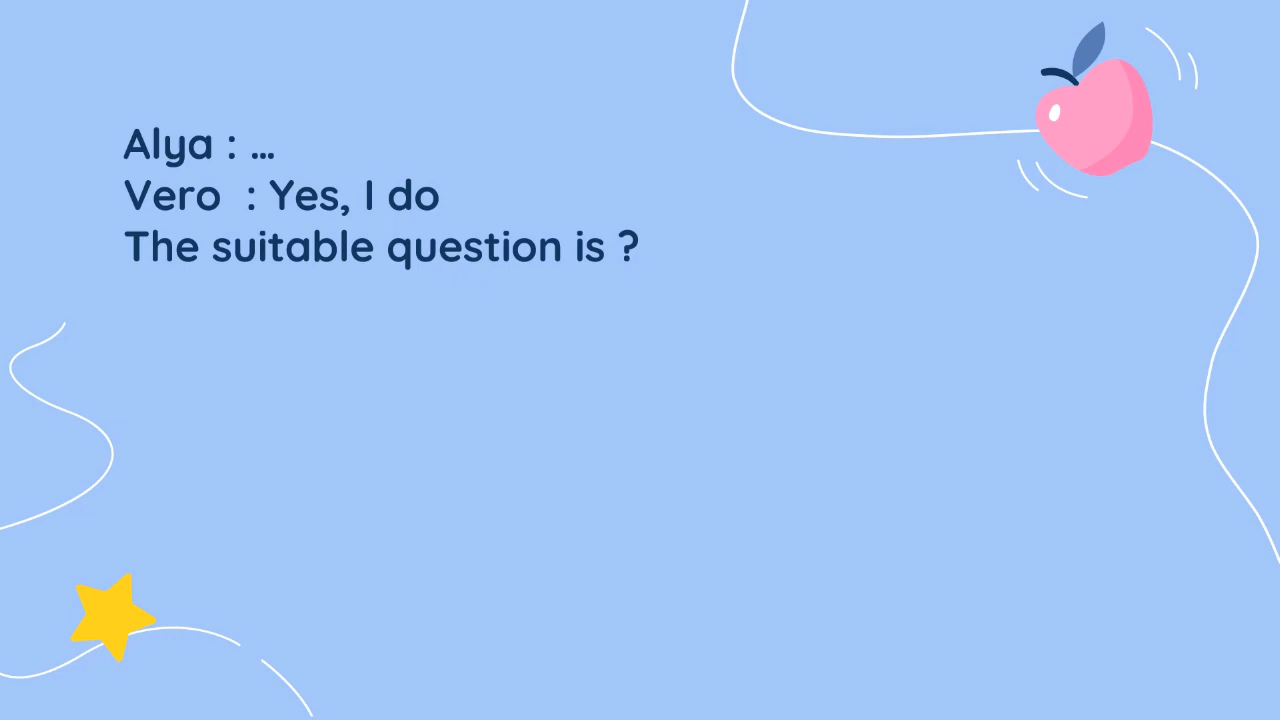 Alya : ...
Vero : Yes, I do
The suitable question is ?